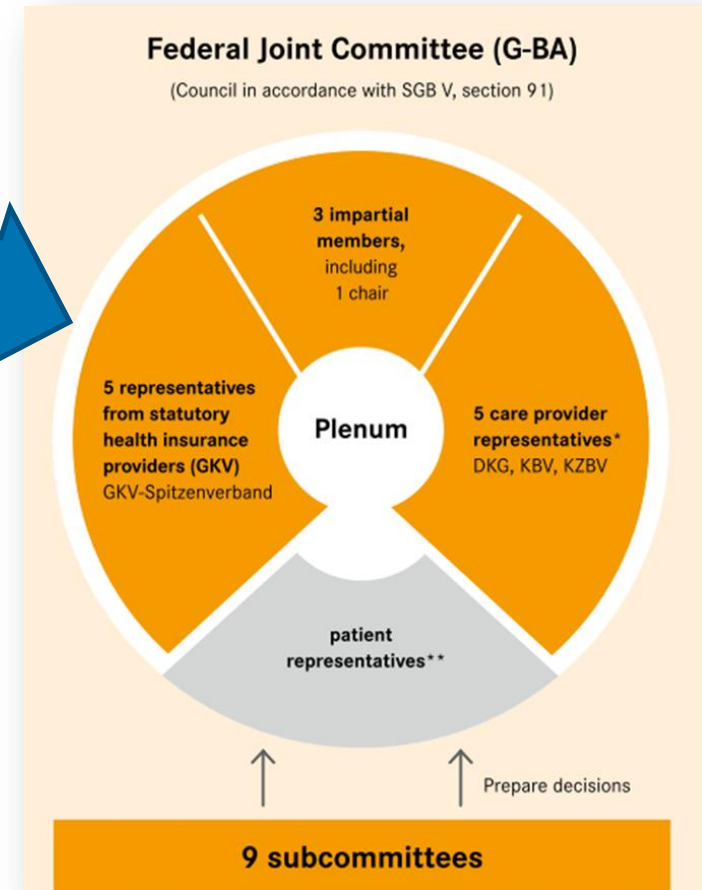 Federal Joint Committee (G-BA)
(Council in accordance with SGB V, section 91)
3 impartial
members,
including
1 chair
5 representatives
from statutory
health insurance
providers (GKV)
GKV-Spitzenverband
Plenum
5 care provider
representatives*
DKG, KBV, KZBV
patient
representatives**
Prepare decisions
9 subcommittees